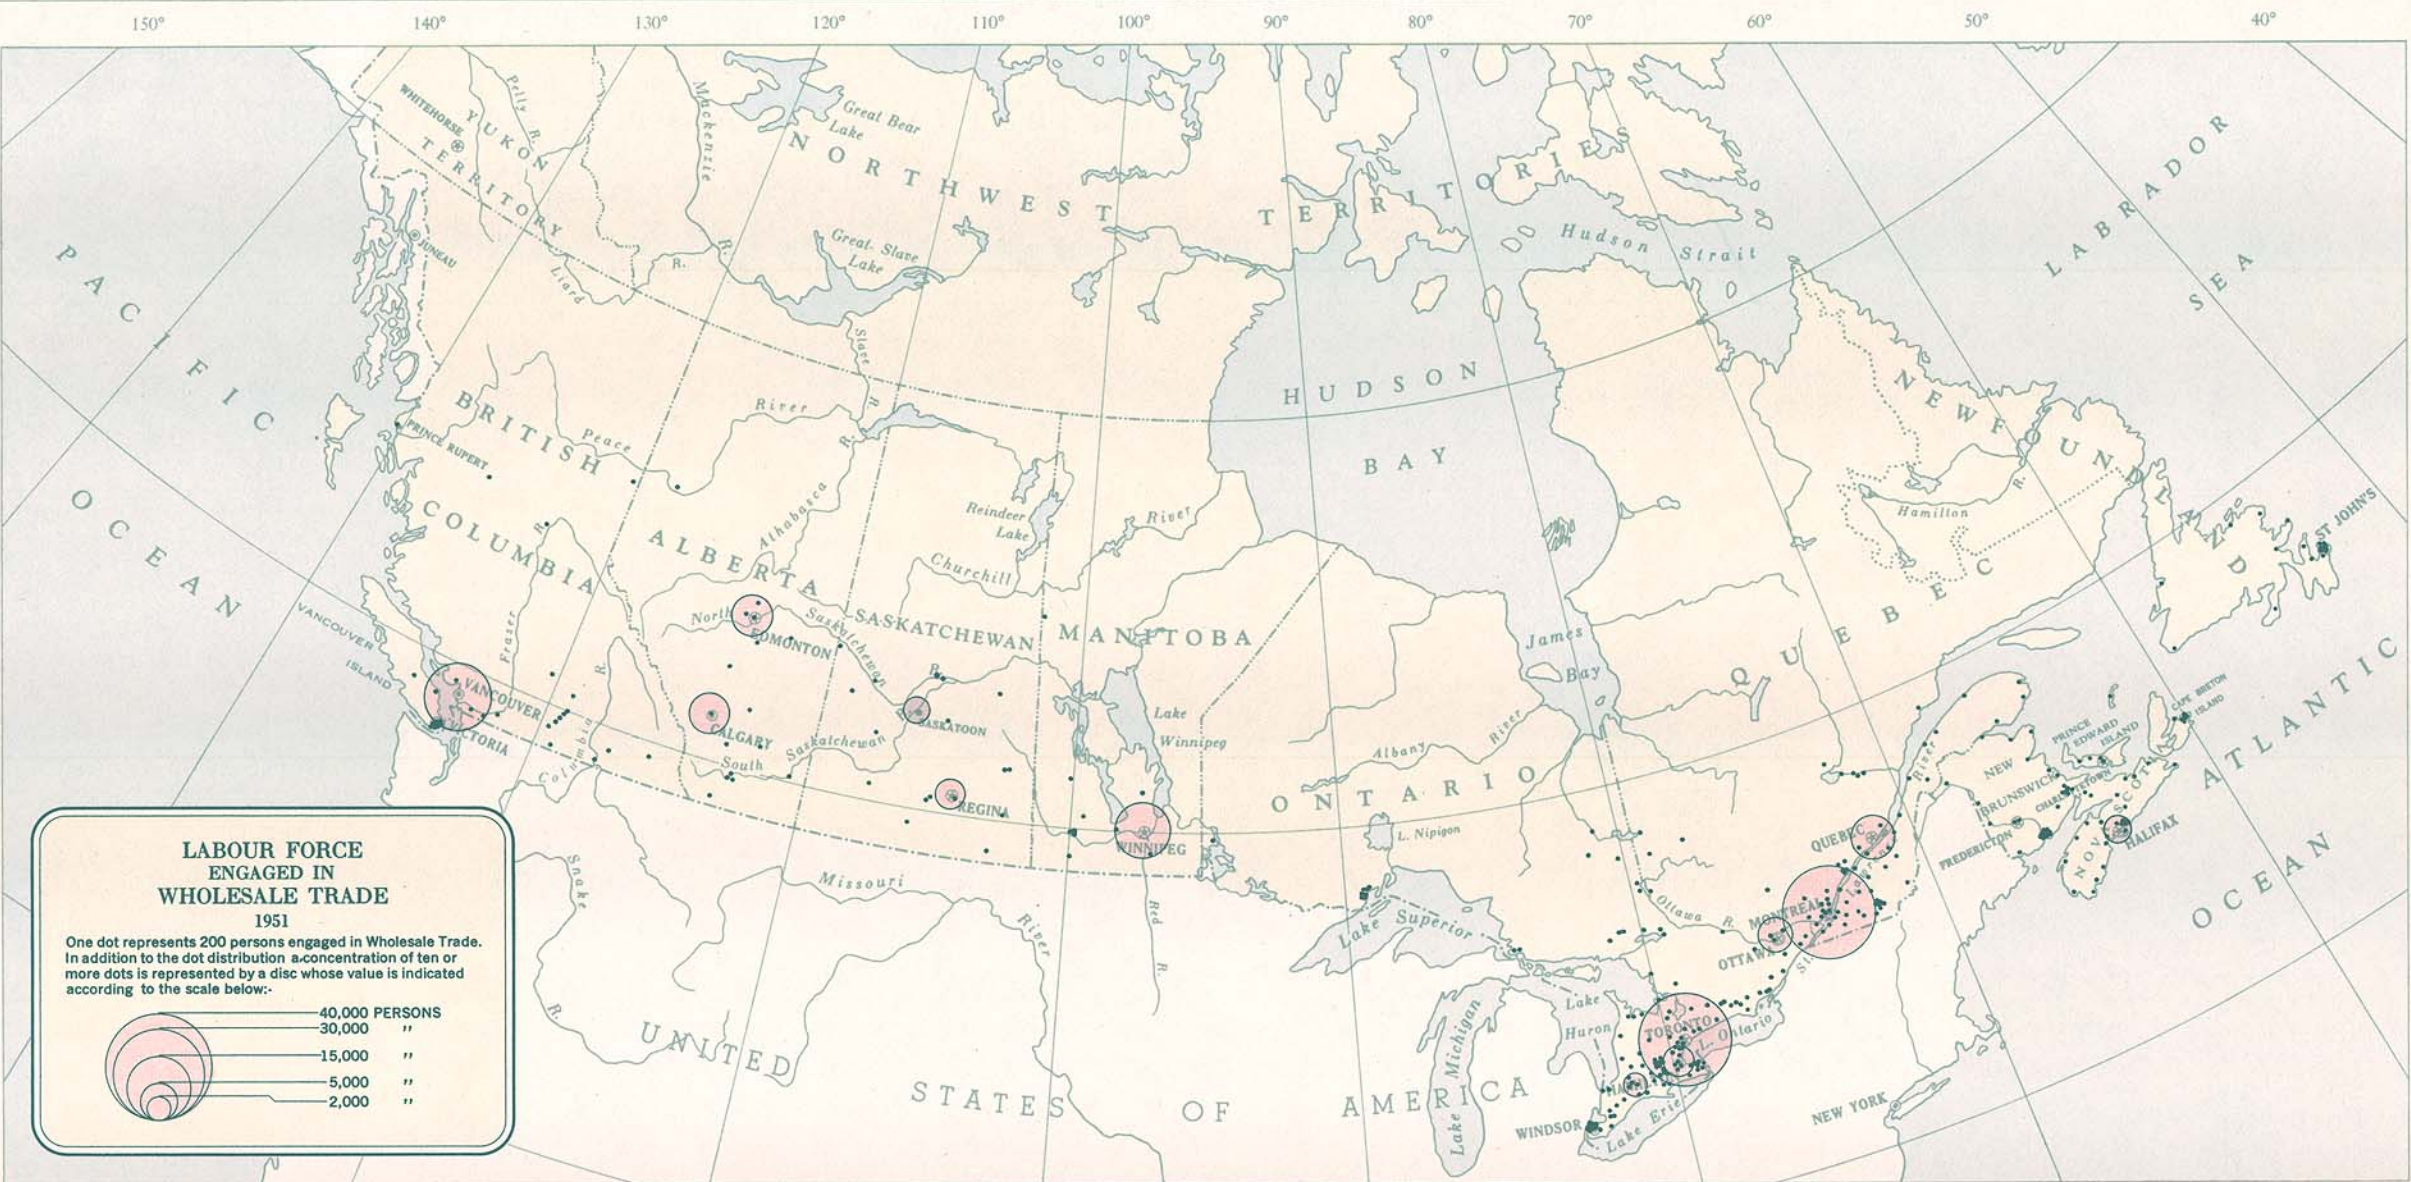 150° 140° 130° 120° 110° 100° 90° 80° 70° 60° 50° 40°
WHITEHORSE
Pelly R.
YUKON
TERRITORY
Mackenzie
R.
Great Bear
Lake
NORTHWEST TERRITORIES
Great Slave
Lake
Liard
R.
JUNEAU
Slave
R.
Hudson Strait
LABRADOR
SEA
PACIFIC
OCEAN
HUDSON
BAY
BRITISH
COLUMBIA
PRINCE RUPERT
Peace River
Athabasca
R.
ALBERTA
Reindeer
Lake
Churchill
River
NEWFOUNDLAND
Hamilton
R.
ST JOHN'S
VANCOUVER
ISLAND
Fraser
R.
North
Saskatchewan
R.
EDMONTON
SASKATCHEWAN
MANITOBA
James
Bay
QUEBEC
VANCOUVER
VICTORIA
Columbia
R.
CALGARY
South
Saskatchewan
SASKATOON
REGINA
Lake
Winnipeg
WINNIPEG
Albany
River
ONTARIO
L. Nipigon
River
PRINCE
EDWARD
ISLAND
CAPE BRETON
ISLAND
NEW
BRUNSWICK
CHARLOTTETOWN
FREDERICTON
NOVA SCOTIA
HALIFAX
ATLANTIC
OCEAN
QUEBEC
MONTREAL
OTTAWA
Ottawa R.
Snake
R.
Missouri
River
Red
R.
Lake Superior
Lake Michigan
Lake
Huron
TORONTO
L. Ontario
Lake Erie
WINDSOR
NEW YORK
UNITED
STATES OF AMERICA
LABOUR FORCE
ENGAGED IN
WHOLESALE TRADE
1951
One dot represents 200 persons engaged in Wholesale Trade.
In addition to the dot distribution a concentration of ten or
more dots is represented by a disc whose value is indicated
according to the scale below:-
40,000 PERSONS
30,000 "
15,000 "
5,000 "
2,000 "